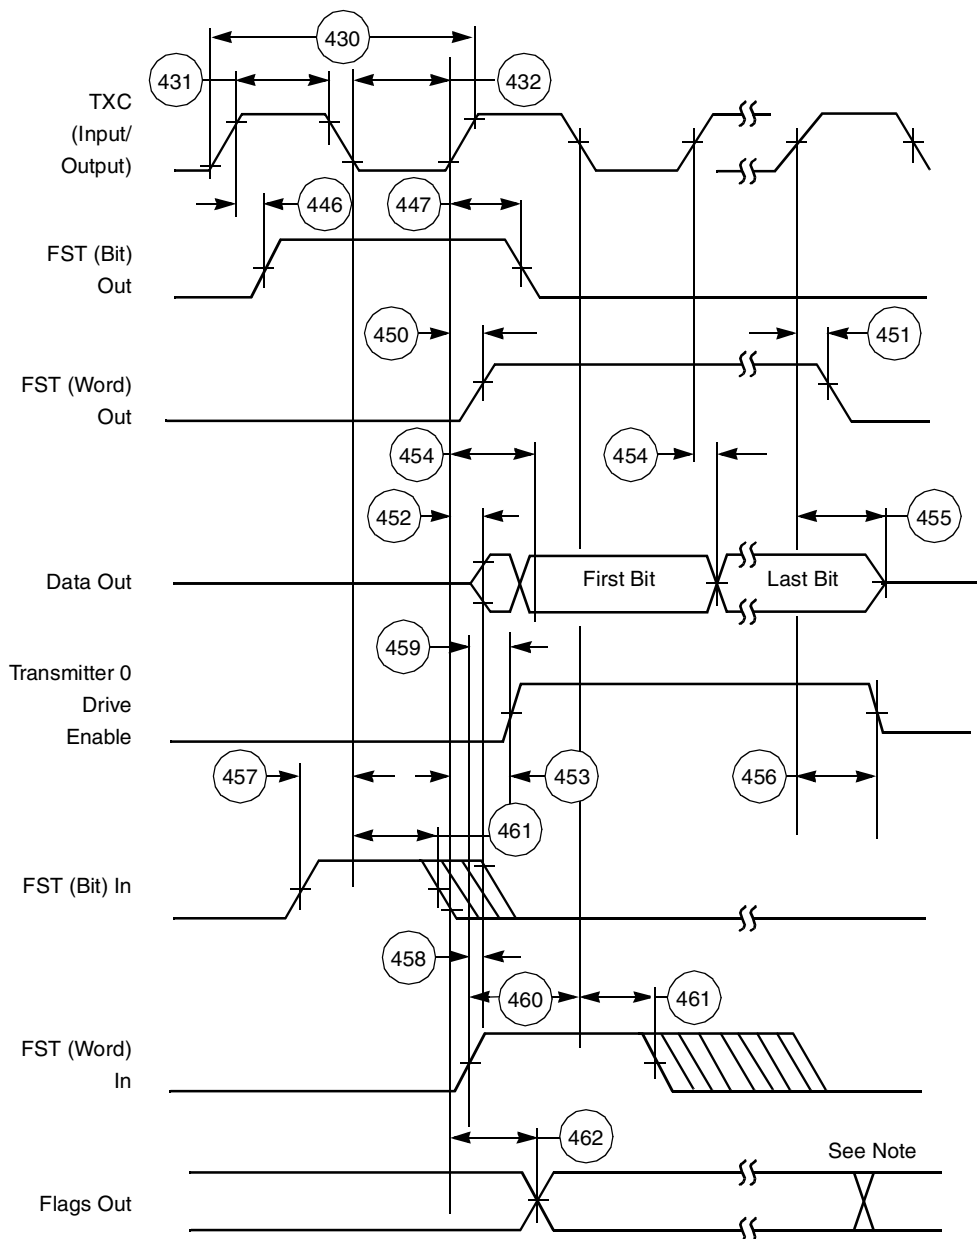 430
431
432
TXC
(Input/
Output)
446
447
FST (Bit)
Out
450
451
FST (Word)
Out
454
454
452
455
Data Out
First Bit
Last Bit
459
Transmitter 0
Drive
Enable
457
453
456
461
FST (Bit) In
458
460
461
FST (Word)
In
462
See Note
Flags Out